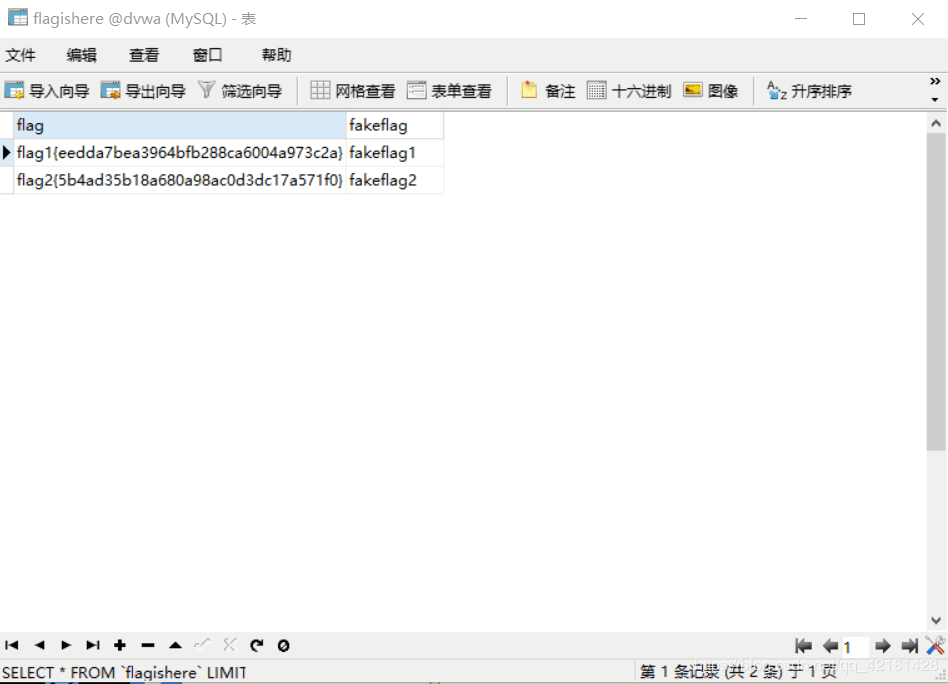 flagishere @dvwa (MySQL) - 表
文件 编辑 查看 窗口 帮助
导入向导 导出向导 筛选向导 网格查看 表单查看 备注 十六进制 图像 升序排序
flag fakeflag
flag1{eedda7bea3964bfb288ca6004a973c2a} fakeflag1
flag2{5b4ad35b18a680a98ac0d3dc17a571f0} fakeflag2
1
SELECT * FROM `flagishere` LIMIT 第 1 条记录 (共 2 条) 于 1 页
qq_42181428